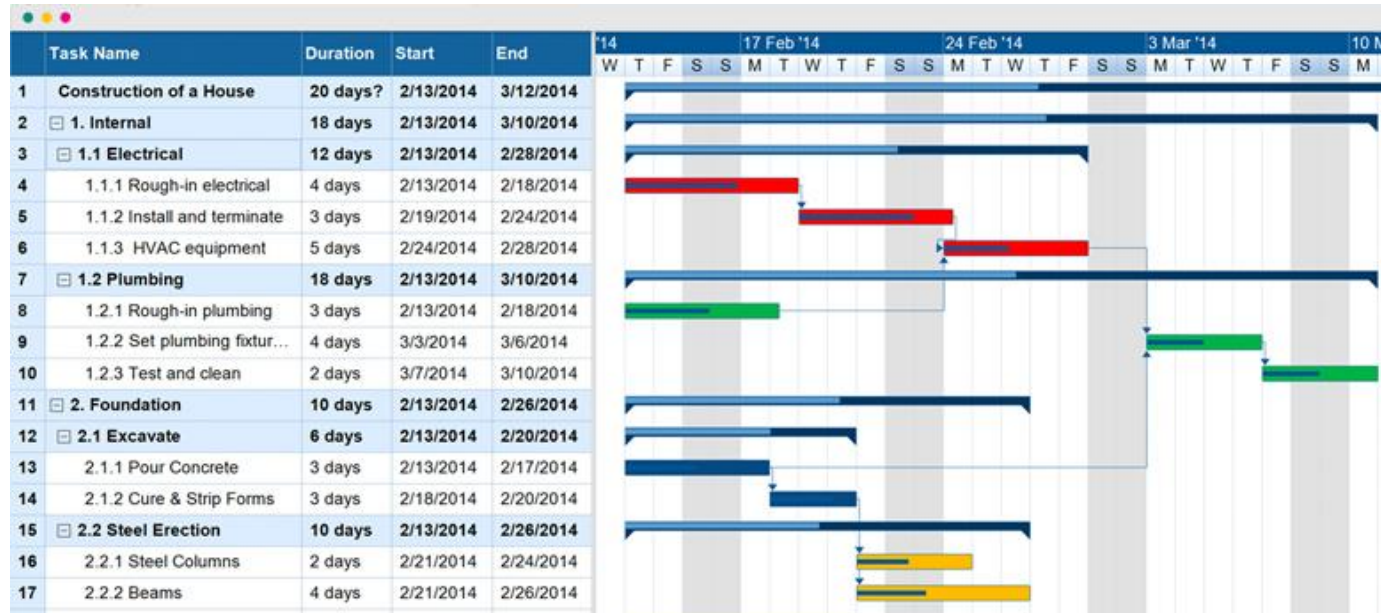 Task Name Duration Start End '14 17 Feb '14 24 Feb '14 3 Mar '14 10 M
W T F S S M T W T F S S M T W T F S S M T W T F S S M
1 Construction of a House 20 days? 2/13/2014 3/12/2014
2 1. Internal 18 days 2/13/2014 3/10/2014
3 1.1 Electrical 12 days 2/13/2014 2/28/2014
4 1.1.1 Rough-in electrical 4 days 2/13/2014 2/18/2014
5 1.1.2 Install and terminate 3 days 2/19/2014 2/24/2014
6 1.1.3 HVAC equipment 5 days 2/24/2014 2/28/2014
7 1.2 Plumbing 18 days 2/13/2014 3/10/2014
8 1.2.1 Rough-in plumbing 3 days 2/13/2014 2/18/2014
9 1.2.2 Set plumbing fixtur... 4 days 3/3/2014 3/6/2014
10 1.2.3 Test and clean 2 days 3/7/2014 3/10/2014
11 2. Foundation 10 days 2/13/2014 2/26/2014
12 2.1 Excavate 6 days 2/13/2014 2/20/2014
13 2.1.1 Pour Concrete 3 days 2/13/2014 2/17/2014
14 2.1.2 Cure & Strip Forms 3 days 2/18/2014 2/20/2014
15 2.2 Steel Erection 10 days 2/13/2014 2/26/2014
16 2.2.1 Steel Columns 2 days 2/21/2014 2/24/2014
17 2.2.2 Beams 4 days 2/21/2014 2/26/2014